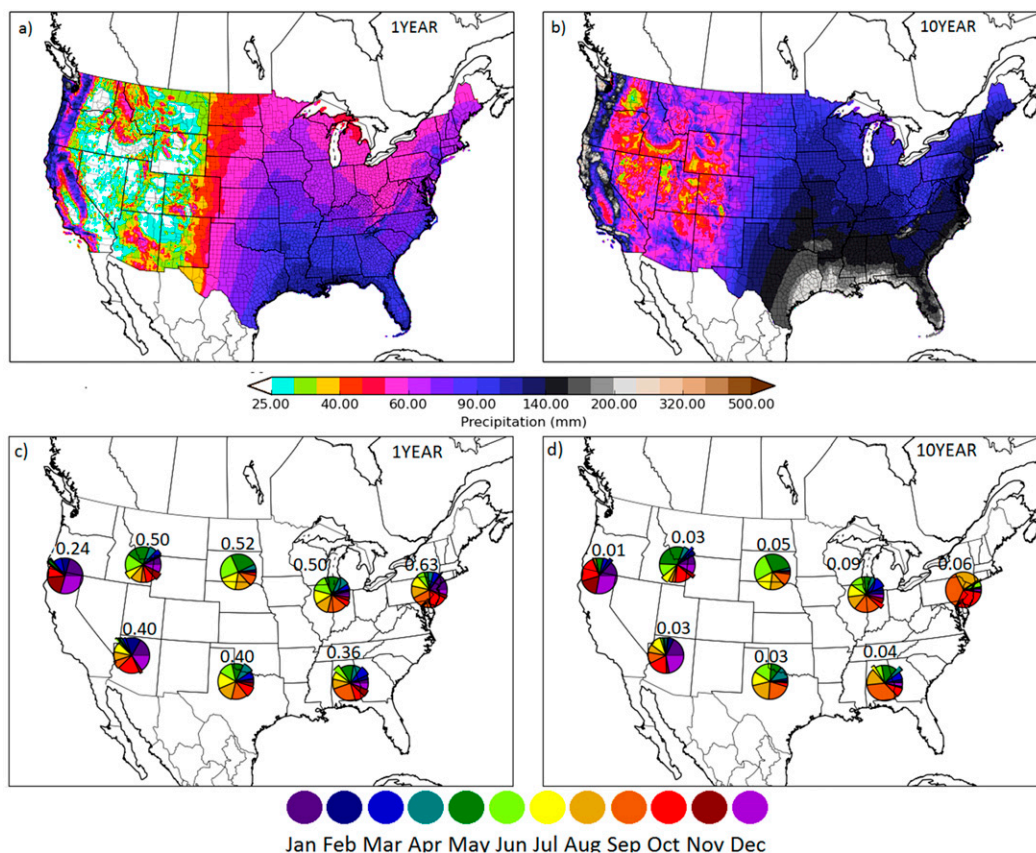 a) 1YEAR
b) 10YEAR
25.00 40.00 60.00 90.00 140.00 200.00 320.00 500.00
Precipitation (mm)
c) 1YEAR
0.24
0.50
0.52
0.50
0.63
0.40
0.40
0.36
d) 10YEAR
0.01
0.03
0.05
0.09
0.06
0.03
0.03
0.04
Jan Feb Mar Apr May Jun Jul Aug Sep Oct Nov Dec